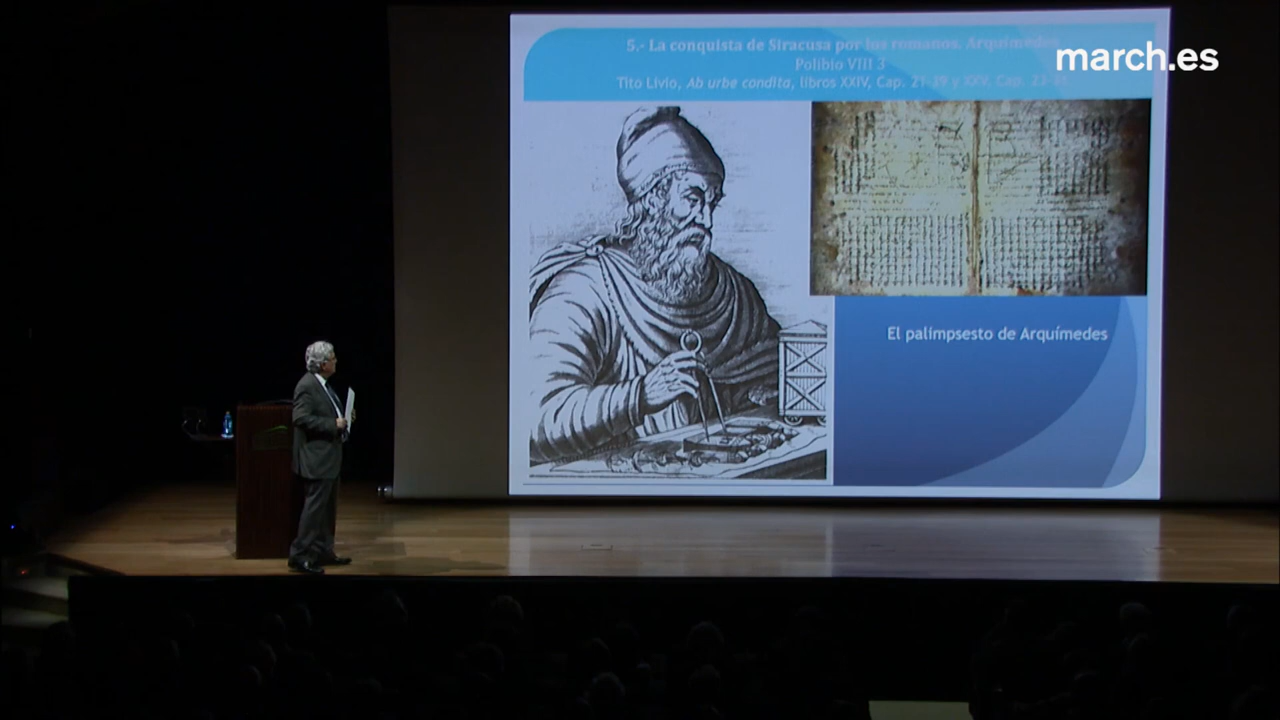 5.- La conquista de Siracusa por los romanos. Arquímedes
march.es
Polibio VIII 3
Tito Livio, Ab urbe condita, libros XXIV, Cap. 21-39 y XXV, Cap. 23-
El palimpsesto de Arquímedes